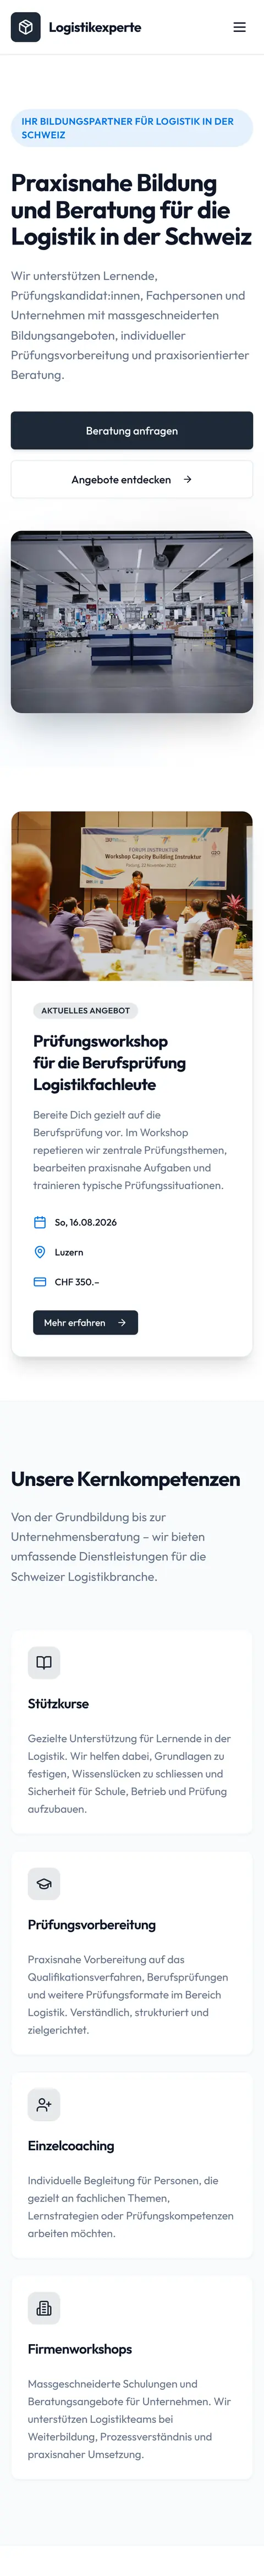 Logistikexperte
IHR BILDUNGSPARTNER FÜR LOGISTIK IN DER
SCHWEIZ
Praxisnahe Bildung
und Beratung für die
Logistik in der Schweiz
Wir unterstützen Lernende,
Prüfungskandidat:innen, Fachpersonen und
Unternehmen mit massgeschneiderten
Bildungsangeboten, individueller
Prüfungsvorbereitung und praxisorientierter
Beratung.
Beratung anfragen
Angebote entdecken
FORUM INSTRUKTUR
Workshop Capcity Building Instruktur
AKTUELLES ANGEBOT
Prüfungsworkshop
für die Berufsprüfung
Logistikfachleute
Bereite Dich gezielt auf die
Berufsprüfung vor. Im Workshop
repetieren wir zentrale Prüfungsthemen,
bearbeiten praxisnahe Aufgaben und
trainieren typische Prüfungssituationen.
So, 16.08.2026
Luzern
CHF 350.–
Mehr erfahren
Unsere Kernkompetenzen
Von der Grundbildung bis zur
Unternehmensberatung – wir bieten
umfassende Dienstleistungen für die
Schweizer Logistikbranche.
Stützkurse
Gezielte Unterstützung für Lernende in der
Logistik. Wir helfen dabei, Grundlagen zu
festigen, Wissenslücken zu schliessen und
Sicherheit für Schule, Betrieb und Prüfung
aufzubauen.
Prüfungsvorbereitung
Praxisnahe Vorbereitung auf das
Qualifikationsverfahren, Berufsprüfungen
und weitere Prüfungsformate im Bereich
Logistik. Verständlich, strukturiert und
zielgerichtet.
Einzelcoaching
Individuelle Begleitung für Personen, die
gezielt an fachlichen Themen,
Lernstrategien oder Prüfungskompetenzen
arbeiten möchten.
Firmenworkshops
Massgeschneiderte Schulungen und
Beratungsangebote für Unternehmen. Wir
unterstützen Logistikteams bei
Weiterbildung, Prozessverständnis und
praxisnaher Umsetzung.